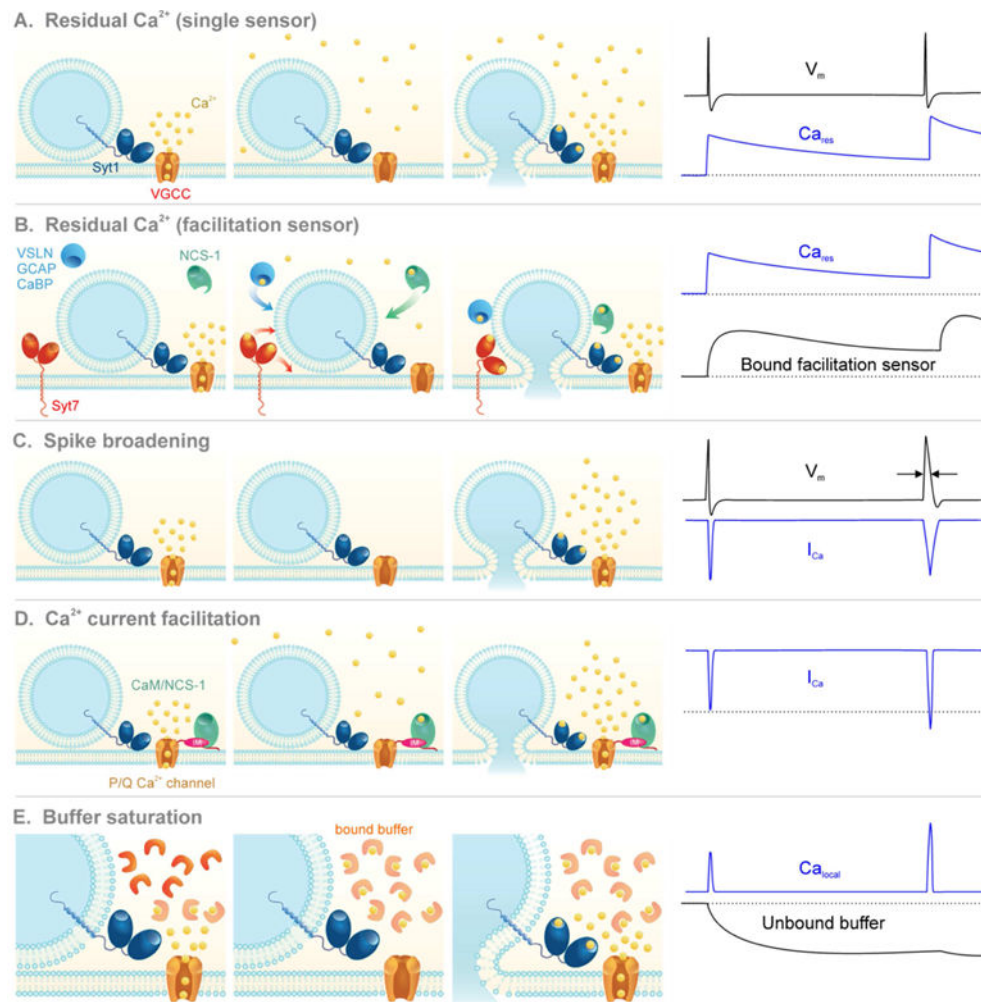 A. Residual Ca²⁺ (single sensor)
Ca²⁺
Syt1
VGCC
Vm
Cares
B. Residual Ca²⁺ (facilitation sensor)
VSLN
GCAP
CaBP
NCS-1
Syt7
Cares
Bound facilitation sensor
C. Spike broadening
Vm
ICa
D. Ca²⁺ current facilitation
CaM/NCS-1
P/Q Ca²⁺ channel
ICa
E. Buffer saturation
bound buffer
Calocal
Unbound buffer